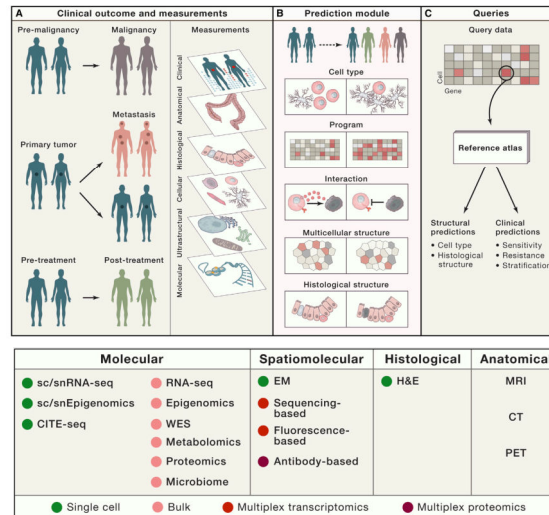 A Clinical outcome and measurements
Pre-malignancy
Malignancy
Measurements
Metastasis
Primary tumor
Pre-treatment
Post-treatment
Clinical
Anatomical
Histological
Cellular
Ultrastructural
Molecular
B Prediction module
Cell type
Program
Interaction
Multicellular structure
Histological structure
C Queries
Query data
Cell
Gene
Reference atlas
Structural
predictions
• Cell type
• Histological
structure
Clinical
predictions
• Sensitivity
• Resistance
• Stratification
Molecular
sc/snRNA-seq
sc/snEpigenomics
CITE-seq
RNA-seq
Epigenomics
WES
Metabolomics
Proteomics
Microbiome
Spatiomolecular
EM
Sequencing-
based
Fluorescence-
based
Antibody-based
Histological
H&E
Anatomical
MRI
CT
PET
Single cell
Bulk
Multiplex transcriptomics
Multiplex proteomics